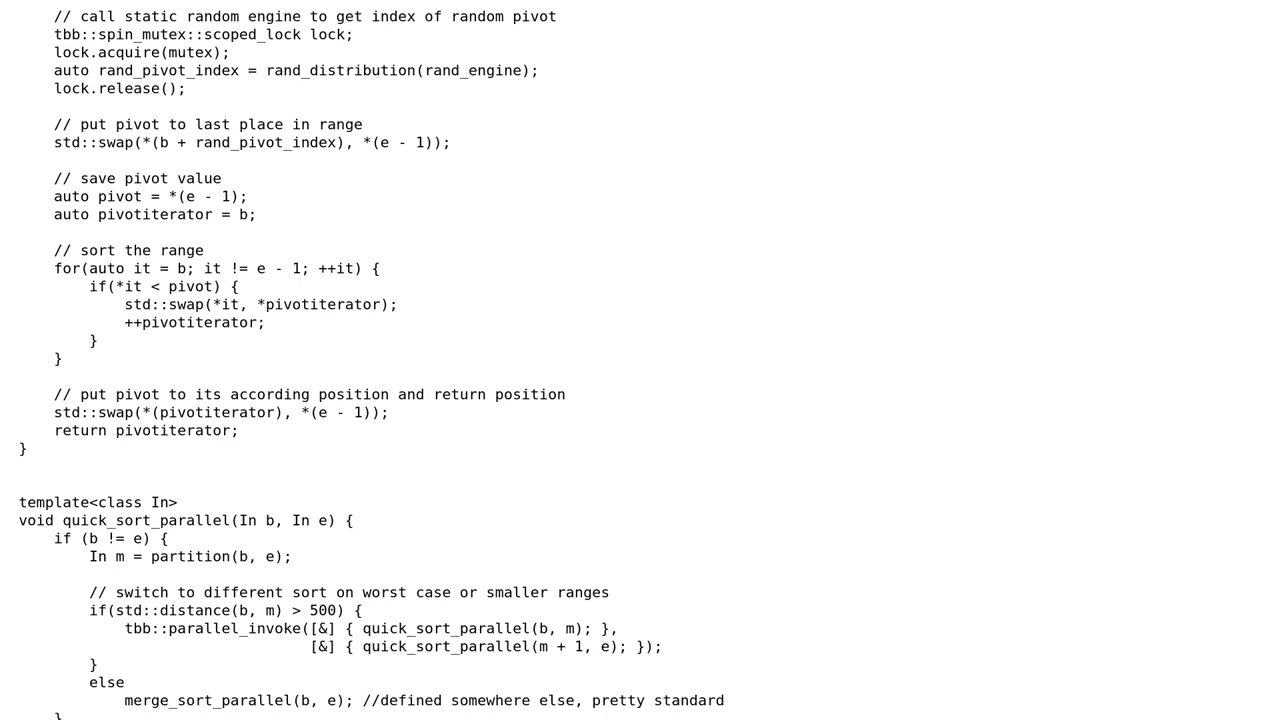 // call static random engine to get index of random pivot
tbb::spin_mutex::scoped_lock lock;
lock.acquire(mutex);
auto rand_pivot_index = rand_distribution(rand_engine);
lock.release();

// put pivot to last place in range
std::swap(*(b + rand_pivot_index), *(e - 1));

// save pivot value
auto pivot = *(e - 1);
auto pivotiterator = b;

// sort the range
for(auto it = b; it != e - 1; ++it) {
if(*it < pivot) {
std::swap(*it, *pivotiterator);
++pivotiterator;
}
}

// put pivot to its according position and return position
std::swap(*(pivotiterator), *(e - 1));
return pivotiterator;
}

template<class In>
void quick_sort_parallel(In b, In e) {
if (b != e) {
In m = partition(b, e);

// switch to different sort on worst case or smaller ranges
if(std::distance(b, m) > 500) {
tbb::parallel_invoke([&] { quick_sort_parallel(b, m); },
[&] { quick_sort_parallel(m + 1, e); });
}
else
merge_sort_parallel(b, e); //defined somewhere else, pretty standard
}